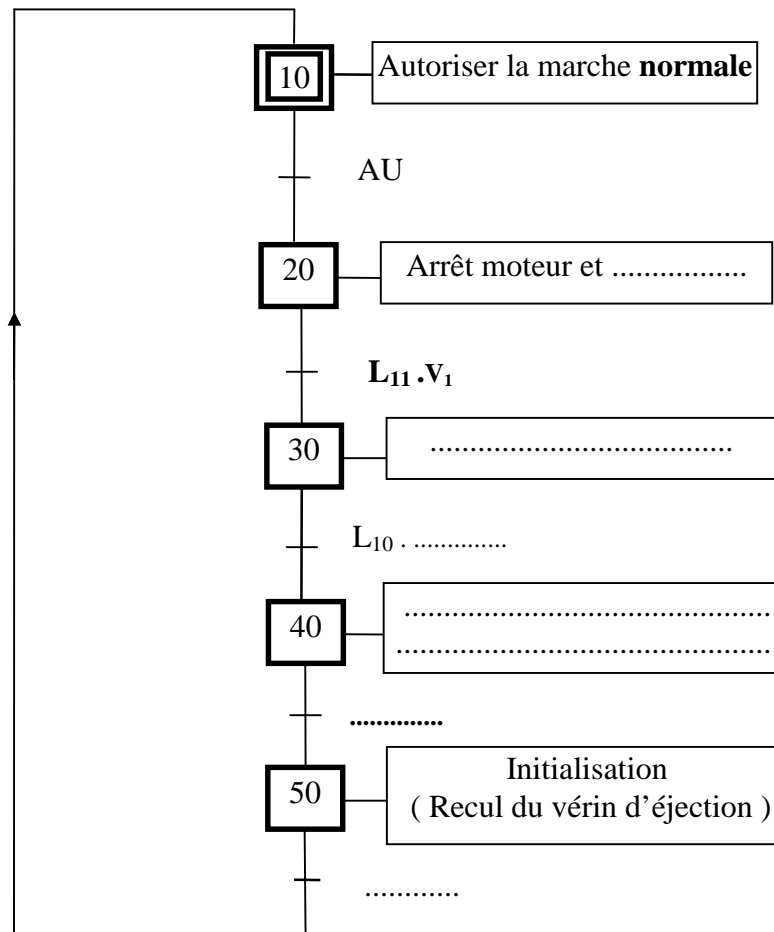 10
Autoriser la marche normale
AU
20
Arrêt moteur et .................
L11 .V1
30
.....................................
L10 . .............
40
..............................................
..............................................
..............
50
Initialisation
( Recul du vérin d’éjection )
............